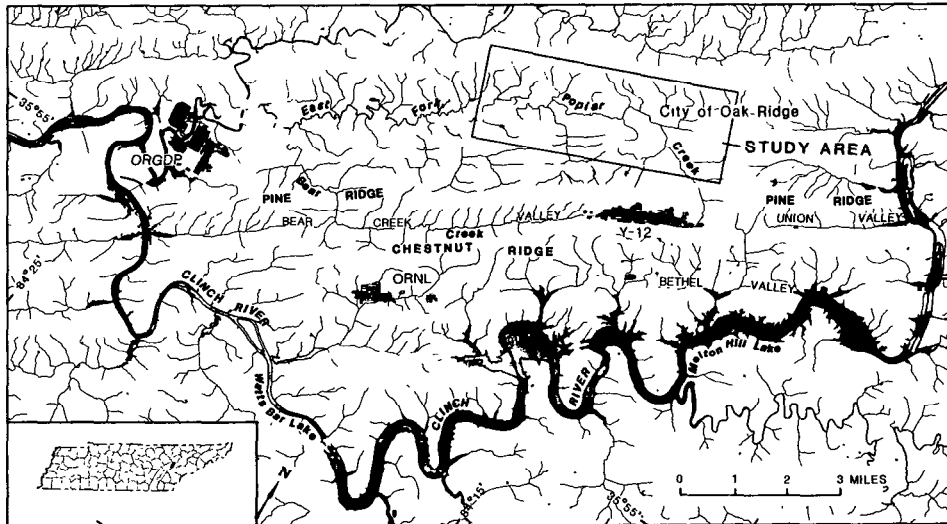 35°55'
East Fork Poplar Creek
City of Oak Ridge
STUDY AREA
ORGDP
PINE RIDGE
Bear Creek
PINE RIDGE
BEAR CREEK VALLEY
UNION VALLEY
Y-12
CHESTNUT RIDGE
84°25'
ORNL
BETHEL VALLEY
CLINCH RIVER
Melton Hill Lake
Watts Bar Lake
CLINCH RIVER
N
84°15'
35°55'
0 1 2 3 MILES